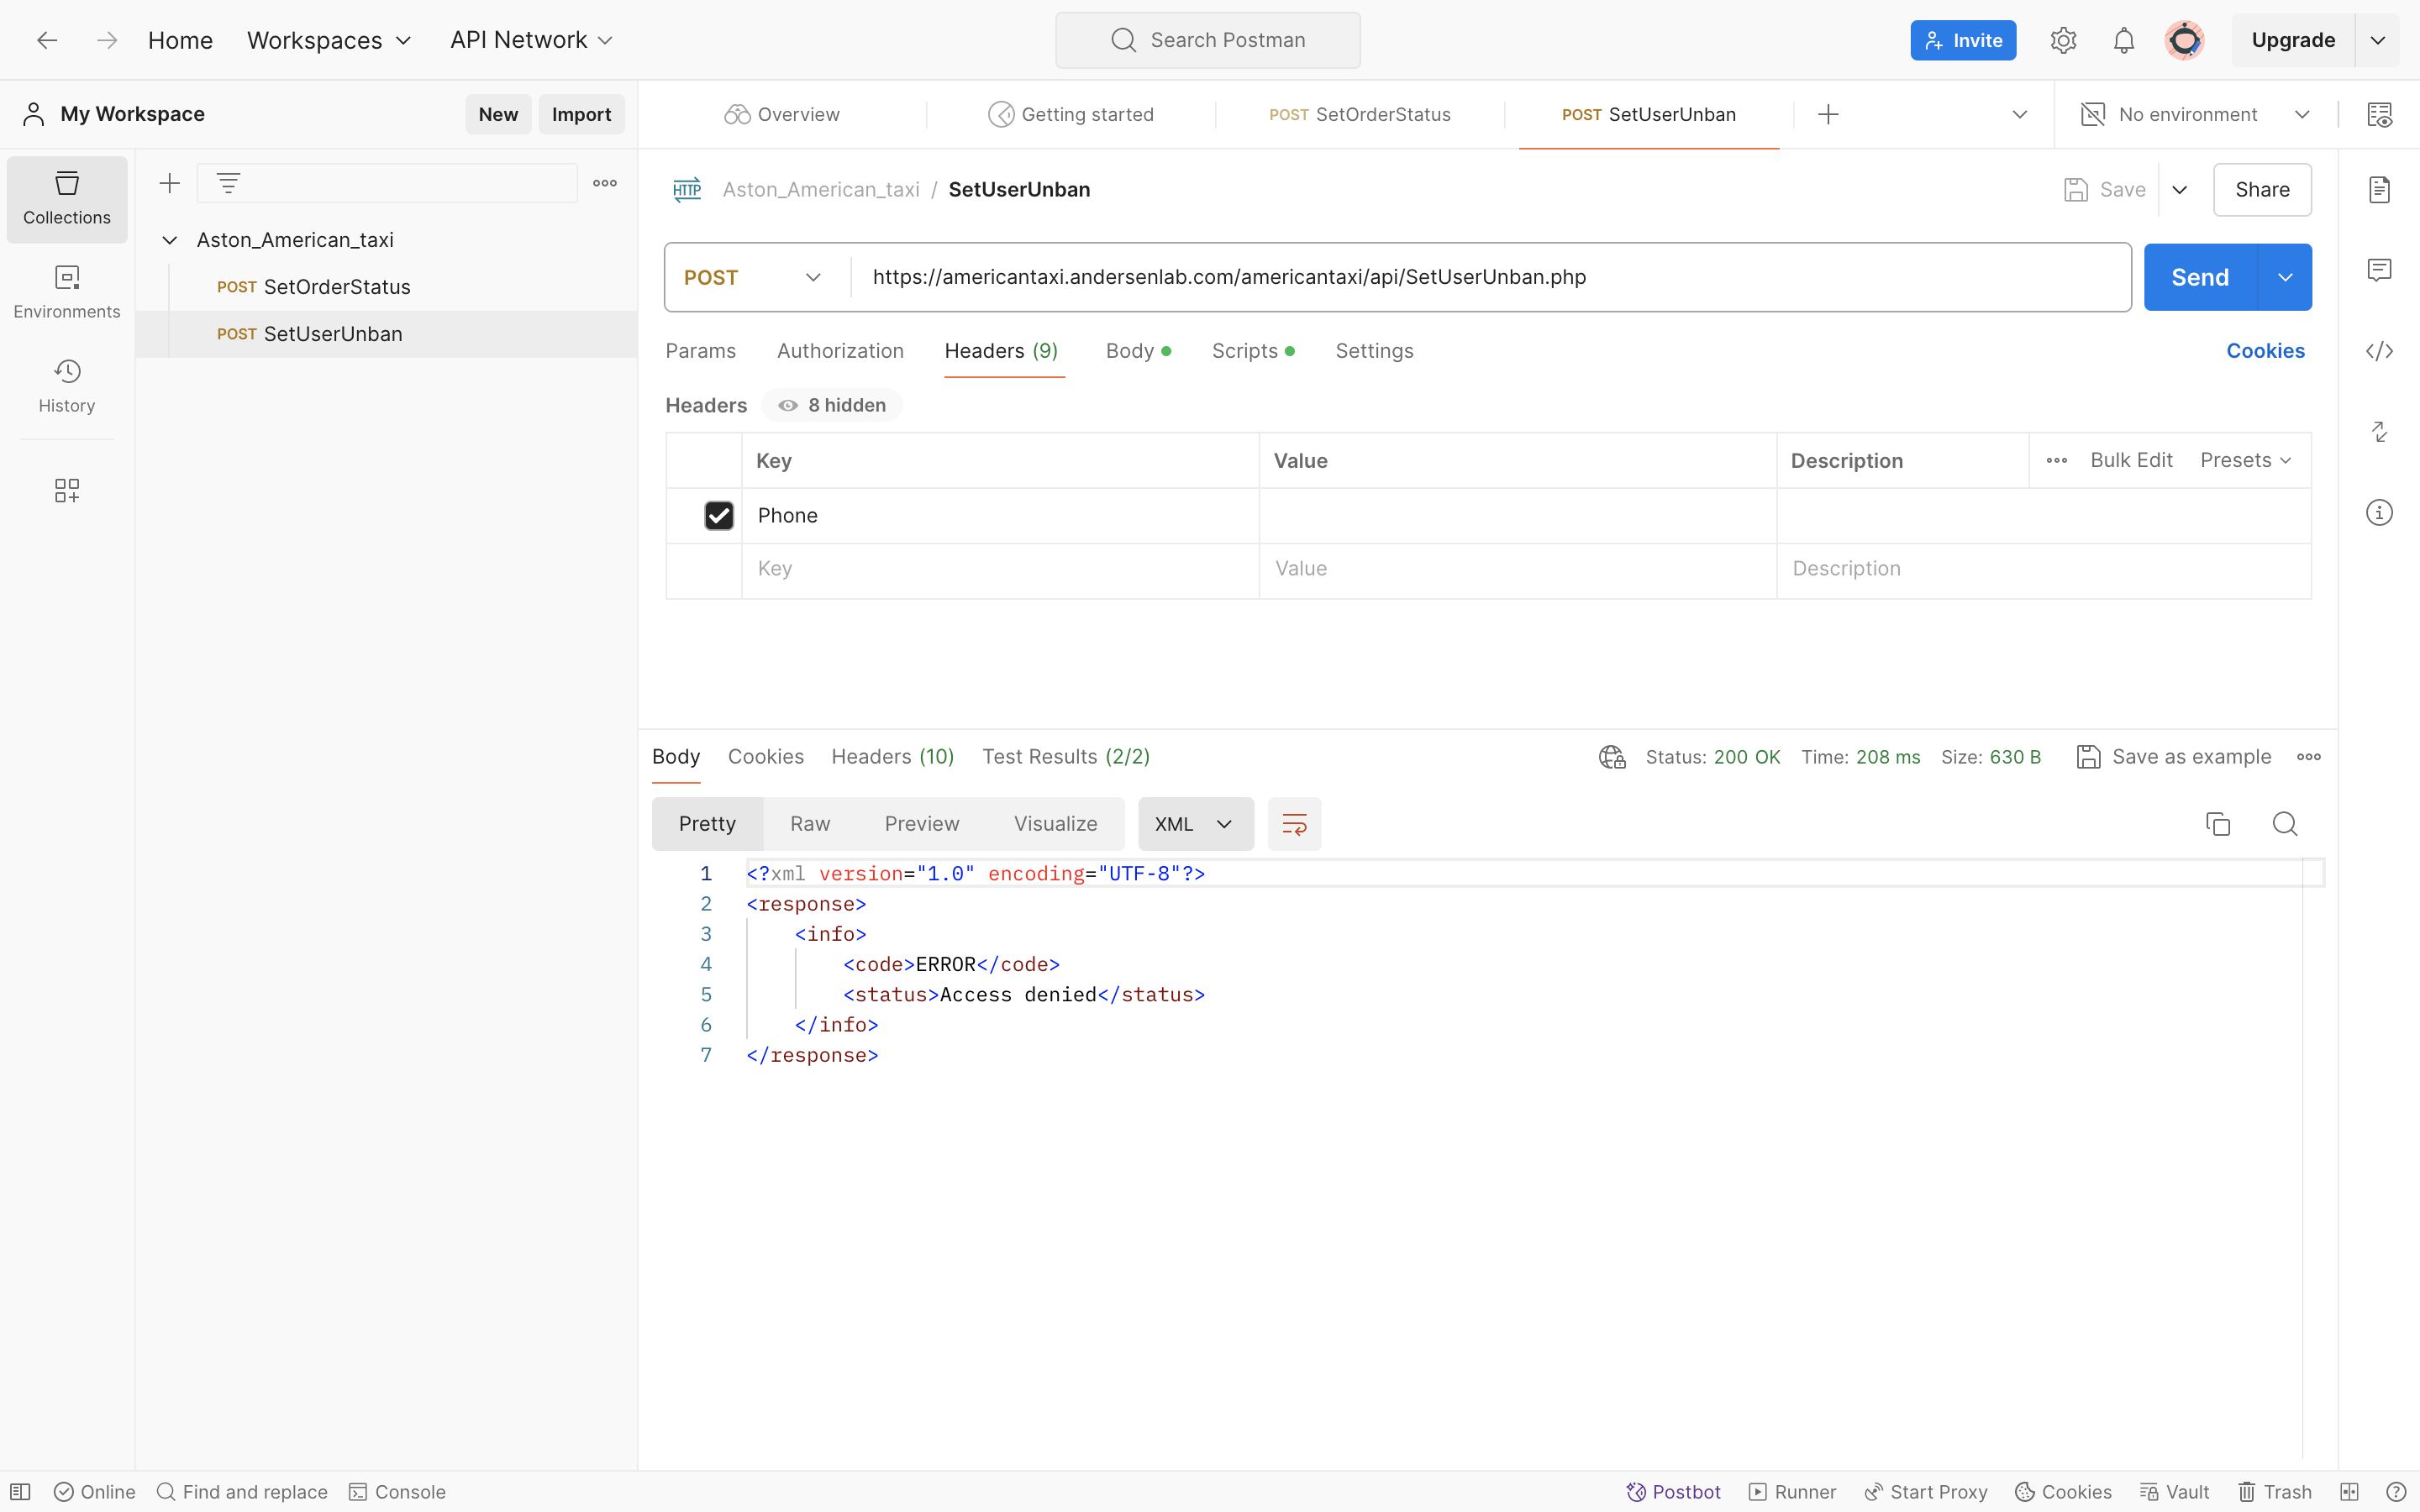 Home Workspaces API Network Search Postman Invite Upgrade
My Workspace New Import Overview Getting started POST SetOrderStatus POST SetUserUnban No environment
Collections
Environments
History
Aston_American_taxi
POST SetOrderStatus
POST SetUserUnban
HTTP Aston_American_taxi / SetUserUnban Save Share
POST https://americantaxi.andersenlab.com/americantaxi/api/SetUserUnban.php Send
Params Authorization Headers (9) Body Scripts Settings Cookies
Headers 8 hidden
Key Value Description Bulk Edit Presets
Phone
Key Value Description
Body Cookies Headers (10) Test Results (2/2) Status: 200 OK Time: 208 ms Size: 630 B Save as example
Pretty Raw Preview Visualize XML
1 <?xml version="1.0" encoding="UTF-8"?>
2 <response>
3 <info>
4 <code>ERROR</code>
5 <status>Access denied</status>
6 </info>
7 </response>
Online Find and replace Console Postbot Runner Start Proxy Cookies Vault Trash